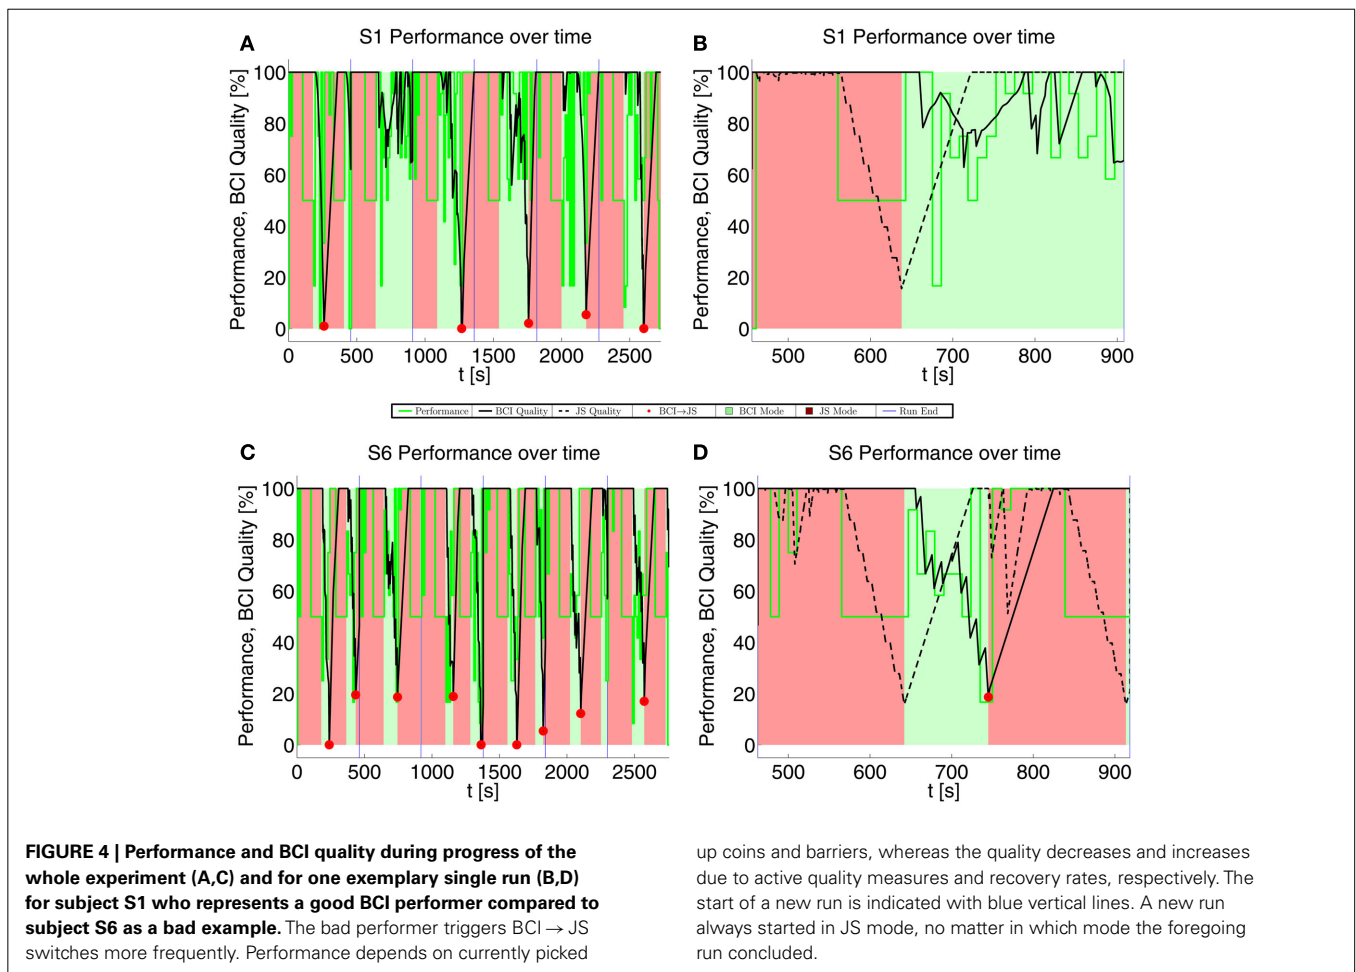 A
S1 Performance over time
Performance, BCI Quality [%]
100
80
60
40
20
0
0 500 1000 1500 2000 2500
t [s]
B
S1 Performance over time
Performance, BCI Quality [%]
100
80
60
40
20
0
500 600 700 800 900
t [s]
Performance BCI Quality JS Quality BCI→JS BCI Mode JS Mode Run End
C
S6 Performance over time
Performance, BCI Quality [%]
100
80
60
40
20
0
0 500 1000 1500 2000 2500
t [s]
D
S6 Performance over time
Performance, BCI Quality [%]
100
80
60
40
20
0
500 600 700 800 900
t [s]
FIGURE 4 | Performance and BCI quality during progress of the
whole experiment (A,C) and for one exemplary single run (B,D)
for subject S1 who represents a good BCI performer compared to
subject S6 as a bad example. The bad performer triggers BCI → JS
switches more frequently. Performance depends on currently picked
up coins and barriers, whereas the quality decreases and increases
due to active quality measures and recovery rates, respectively. The
start of a new run is indicated with blue vertical lines. A new run
always started in JS mode, no matter in which mode the foregoing
run concluded.